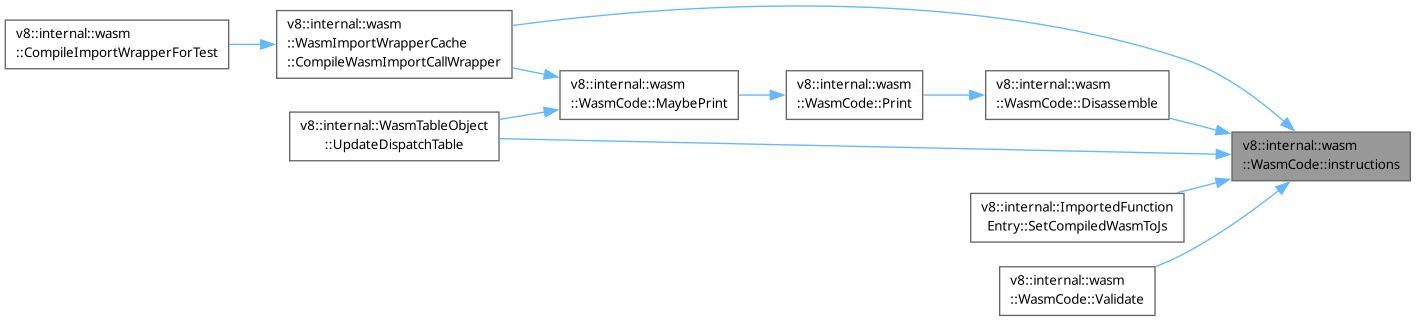 v8::internal::wasm
::CompileImportWrapperForTest
v8::internal::wasm
::WasmImportWrapperCache
::CompileWasmImportCallWrapper
v8::internal::WasmTableObject
::UpdateDispatchTable
v8::internal::wasm
::WasmCode::MaybePrint
v8::internal::wasm
::WasmCode::Print
v8::internal::wasm
::WasmCode::Disassemble
v8::internal::ImportedFunction
Entry::SetCompiledWasmToJs
v8::internal::wasm
::WasmCode::Validate
v8::internal::wasm
::WasmCode::instructions